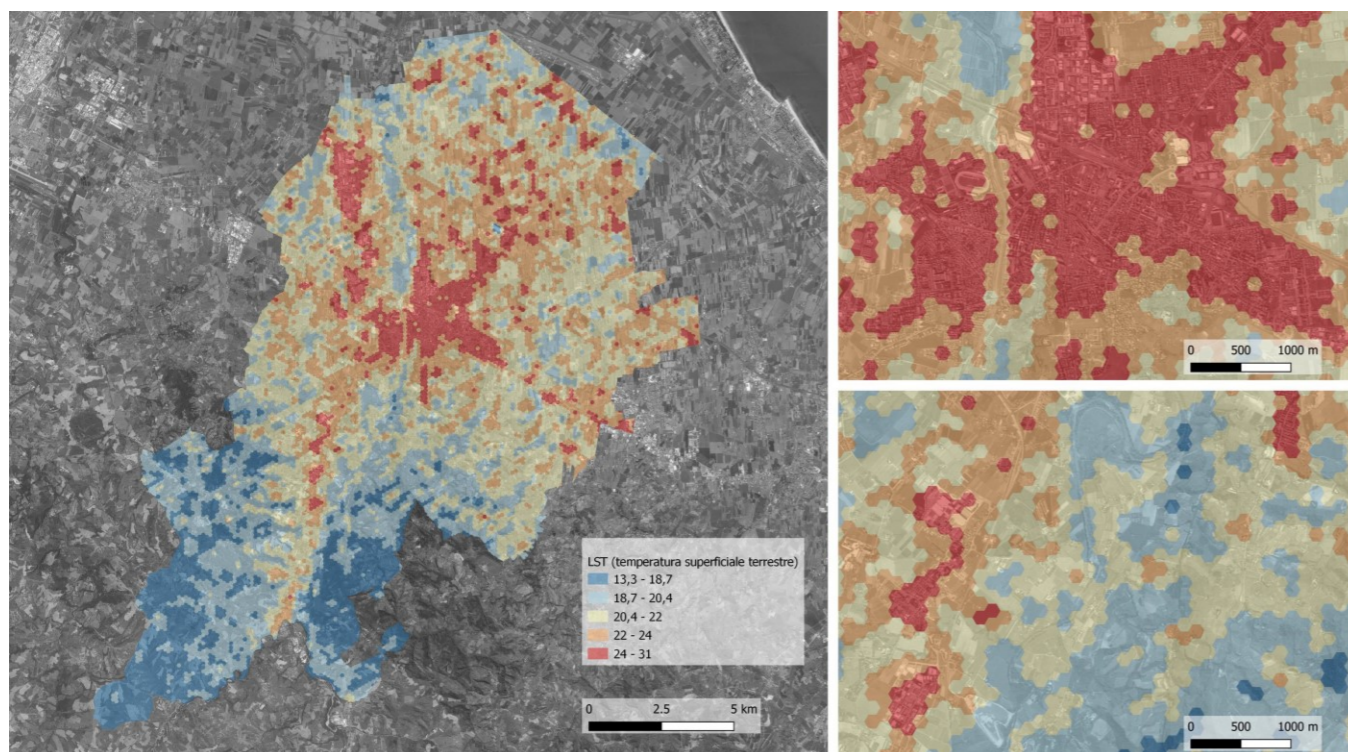 LST (temperatura superficiale terrestre)
13,3 - 18,7
18,7 - 20,4
20,4 - 22
22 - 24
24 - 31
0 2.5 5 km
0 500 1000 m
0 500 1000 m